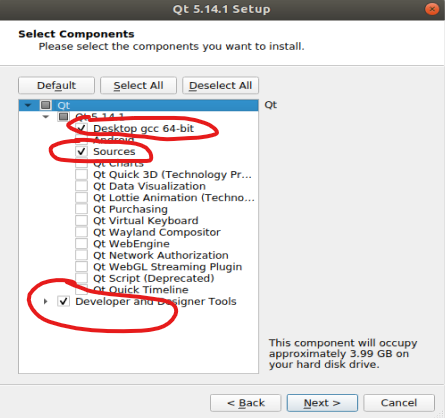 Qt 5.14.1 Setup
Select Components
Please select the components you want to install.
Default Select All Deselect All
Qt Qt
Qt 5.14.1
Desktop gcc 64-bit
Android
Sources
Qt Charts
Qt Quick 3D (Technology Pr...
Qt Data Visualization
Qt Lottie Animation (Techno...
Qt Purchasing
Qt Virtual Keyboard
Qt Wayland Compositor
Qt WebEngine
Qt Network Authorization
Qt WebGL Streaming Plugin
Qt Script (Deprecated)
Qt Quick Timeline
Developer and Designer Tools
This component will occupy
approximately 3.99 GB on
your hard disk drive.
< Back Next > Cancel